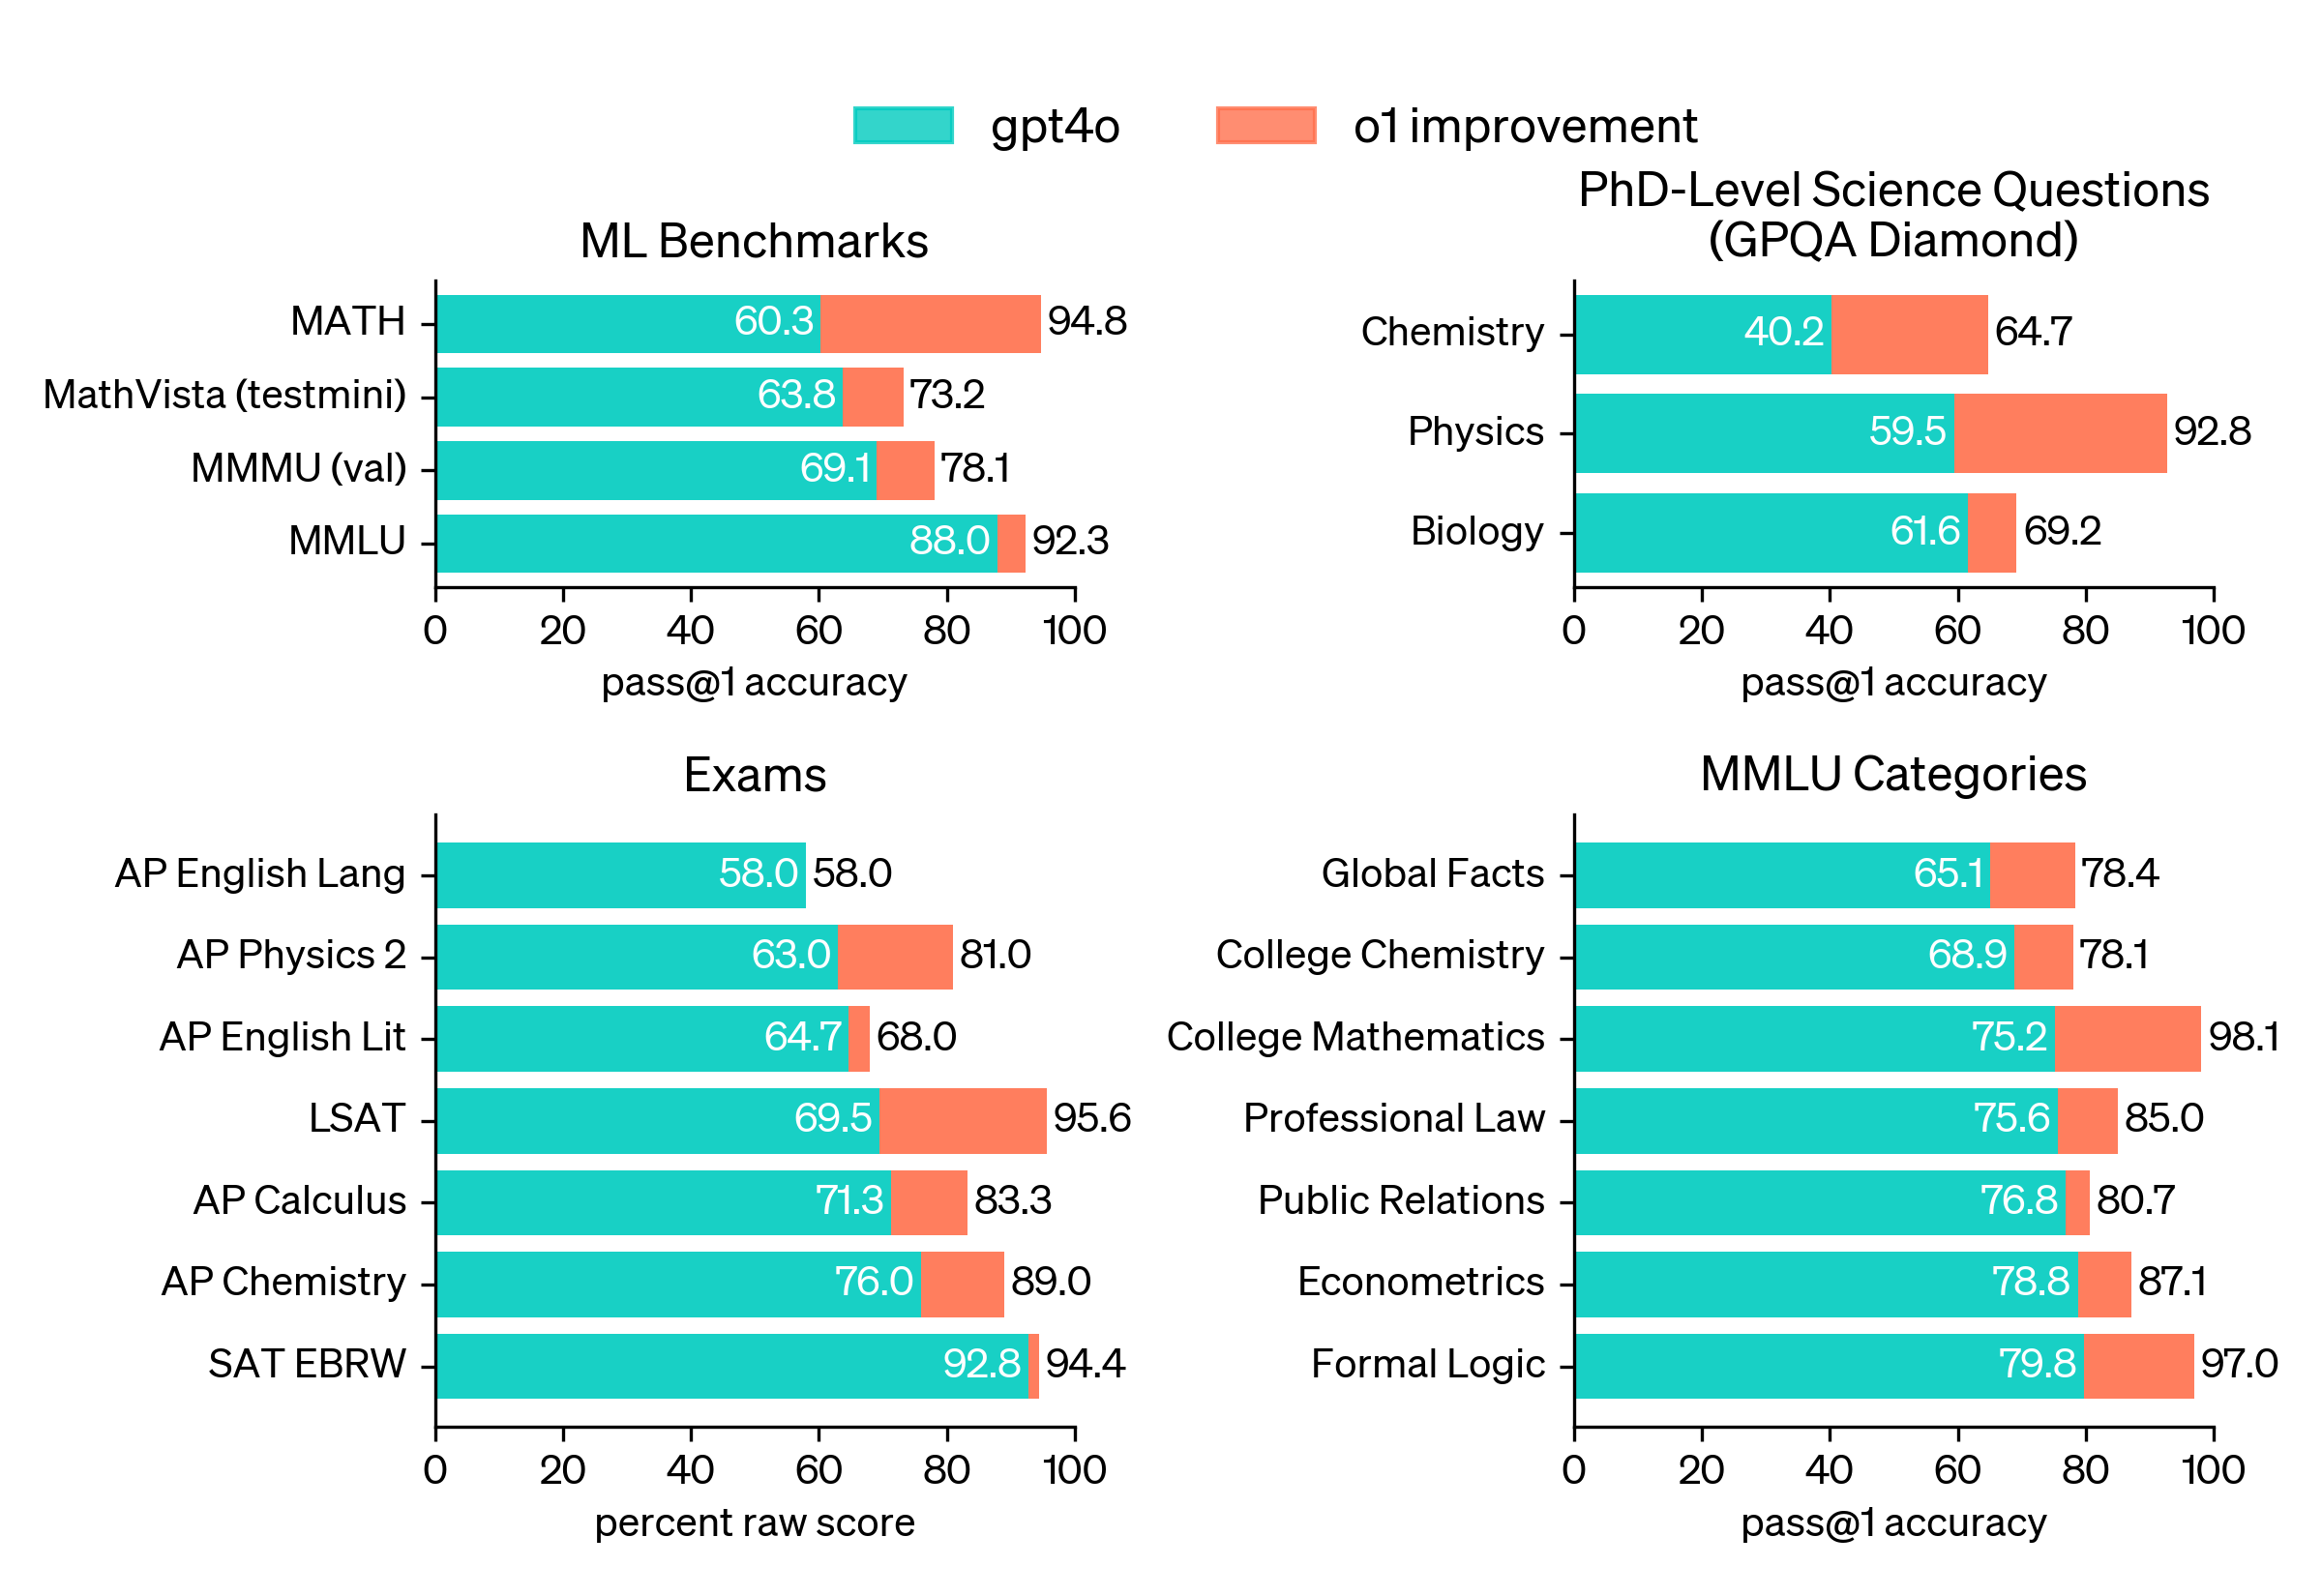 gpt4o
o1 improvement
ML Benchmarks
MATH
60.3
94.8
MathVista (testmini)
63.8
73.2
MMMU (val)
69.1
78.1
MMLU
88.0
92.3
0 20 40 60 80 100
pass@1 accuracy
PhD-Level Science Questions
(GPQA Diamond)
Chemistry
40.2
64.7
Physics
59.5
92.8
Biology
61.6
69.2
0 20 40 60 80 100
pass@1 accuracy
Exams
AP English Lang
58.0
58.0
AP Physics 2
63.0
81.0
AP English Lit
64.7
68.0
LSAT
69.5
95.6
AP Calculus
71.3
83.3
AP Chemistry
76.0
89.0
SAT EBRW
92.8
94.4
0 20 40 60 80 100
percent raw score
MMLU Categories
Global Facts
65.1
78.4
College Chemistry
68.9
78.1
College Mathematics
75.2
98.1
Professional Law
75.6
85.0
Public Relations
76.8
80.7
Econometrics
78.8
87.1
Formal Logic
79.8
97.0
0 20 40 60 80 100
pass@1 accuracy